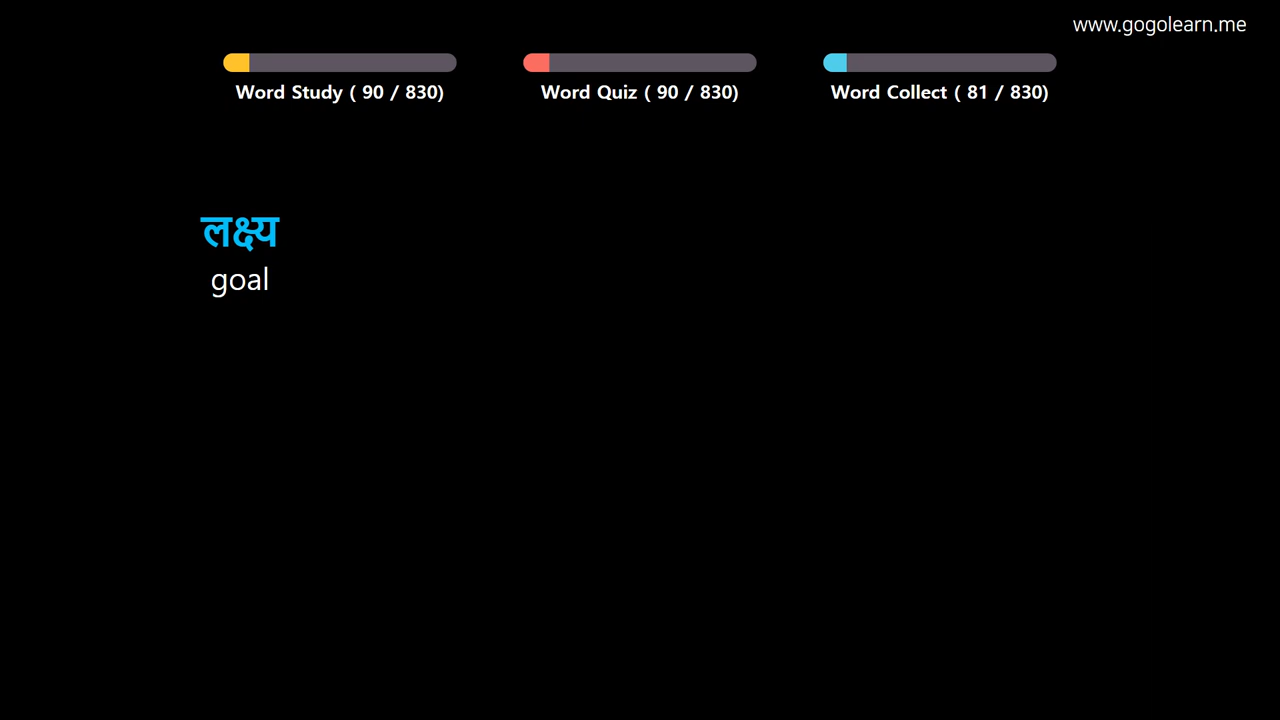 www.gogolearn.me
Word Study ( 90 / 830)
Word Quiz ( 90 / 830)
Word Collect ( 81 / 830)
लक्ष्य
goal